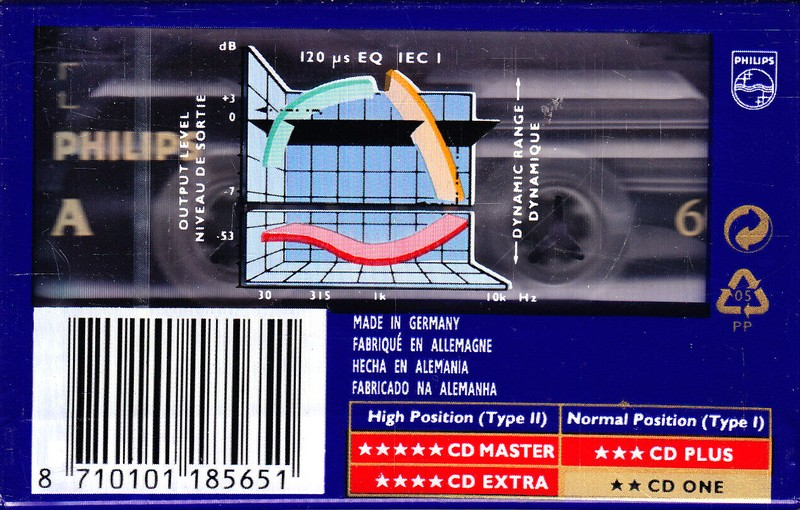 dB
120 µs EQ IEC I
+3
0
-7
-53
30 315 1k 10k Hz
OUTPUT LEVEL
NIVEAU DE SORTIE
DYNAMIC RANGE
DYNAMIQUE
PHILIPS
A
6
PHILIPS
05
PP
MADE IN GERMANY
FABRIQUÉ EN ALLEMAGNE
HECHA EN ALEMANIA
FABRICADO NA ALEMANHA
High Position (Type II) Normal Position (Type I)
★★★★★ CD MASTER ★★★ CD PLUS
★★★★ CD EXTRA ★★ CD ONE
8 710101 185651